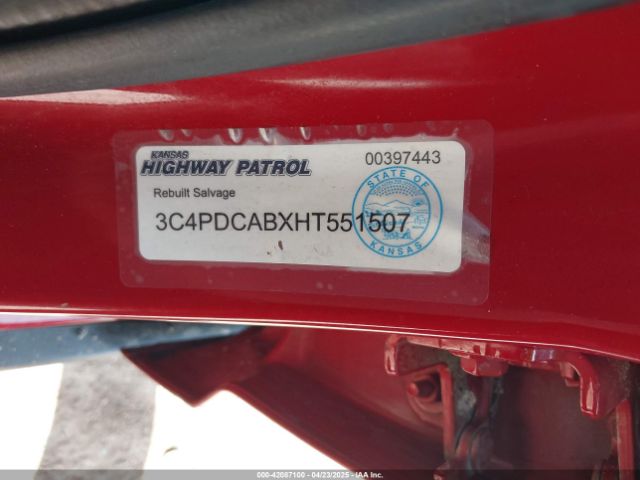 KANSAS
HIGHWAY PATROL
00397443
Rebuilt Salvage
3C4PDCABXHT551507
STATE OF
KANSAS
000-42087100 - 04/23/2025 - IAA Inc.